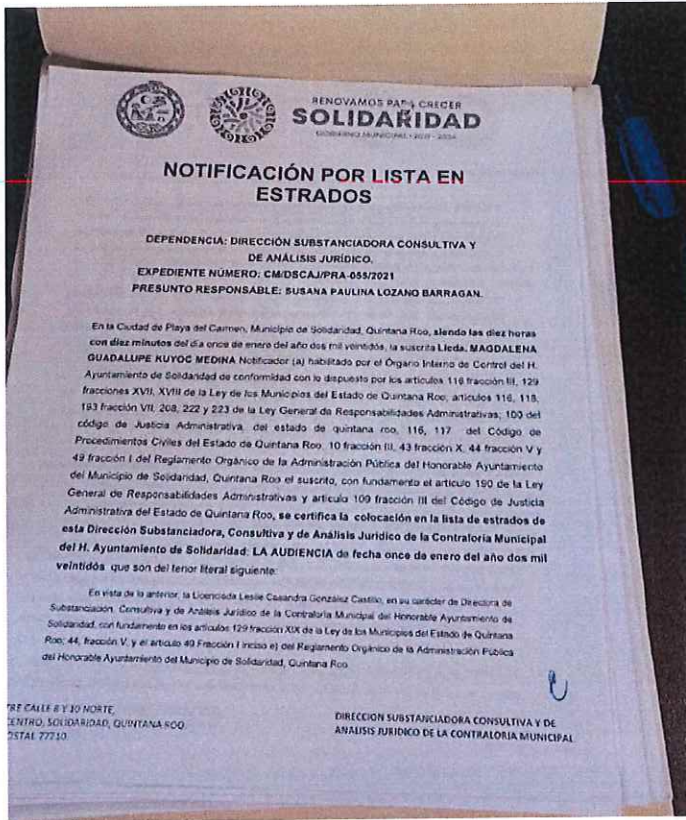 RENOVAMOS PARA CRECER
SOLIDARIDAD
GOBIERNO MUNICIPAL • 2021 - 2024
NOTIFICACIÓN POR LISTA EN
ESTRADOS
DEPENDENCIA: DIRECCIÓN SUBSTANCIADORA CONSULTIVA Y
DE ANÁLISIS JURÍDICO.
EXPEDIENTE NÚMERO: CM/DSCAJ/PRA-055/2021
PRESUNTO RESPONSABLE: SUSANA PAULINA LOZANO BARRAGAN.
En la Ciudad de Playa del Carmen, Municipio de Solidaridad, Quintana Roo, siendo las diez horas
con diez minutos del día once de enero del año dos mil veintidós, la suscrita Licda. MAGDALENA
GUADALUPE KUYOC MEDINA Notificador (a) habilitado por el Órgano Interno de Control del H.
Ayuntamiento de Solidaridad de conformidad con lo dispuesto por los artículos 116 fracción III, 129
fracciones XVII, XVIII de la Ley de los Municipios del Estado de Quintana Roo; artículos 116, 118,
193 fracción VII, 208, 222 y 223 de la Ley General de Responsabilidades Administrativas; 100 del
código de Justicia Administrativa, del estado de quintana roo, 116, 117 del Código de
Procedimientos Civiles del Estado de Quintana Roo; 10 fracción III, 43 fracción X, 44 fracción V y
49 fracción I del Reglamento Orgánico de la Administración Pública del Honorable Ayuntamiento
del Municipio de Solidaridad, Quintana Roo el suscrito, con fundamento el artículo 190 de la Ley
General de Responsabilidades Administrativas y artículo 109 fracción III del Código de Justicia
Administrativa del Estado de Quintana Roo, se certifica la colocación en la lista de estrados de
esta Dirección Substanciadora, Consultiva y de Análisis Jurídico de la Contraloría Municipal
del H. Ayuntamiento de Solidaridad: LA AUDIENCIA de fecha once de enero del año dos mil
veintidós que son del tenor literal siguiente:
En vista de lo anterior, la Licenciada Leslie Casandra González Castillo, en su carácter de Directora de
Substanciación, Consultiva y de Análisis Jurídico de la Contraloría Municipal del Honorable Ayuntamiento de
Solidaridad, con fundamento en los artículos 129 fracción XIX de la Ley de los Municipios del Estado de Quintana
Roo; 44, fracción V, y el artículo 49 Fracción I inciso e) del Reglamento Orgánico de la Administración Pública
del Honorable Ayuntamiento del Municipio de Solidaridad, Quintana Roo
TRE CALLE 8 Y 10 NORTE,
CENTRO, SOLIDARIDAD, QUINTANA ROO
OSTAL 77710.
DIRECCION SUBSTANCIADORA CONSULTIVA Y DE
ANALISIS JURIDICO DE LA CONTRALORIA MUNICIPAL